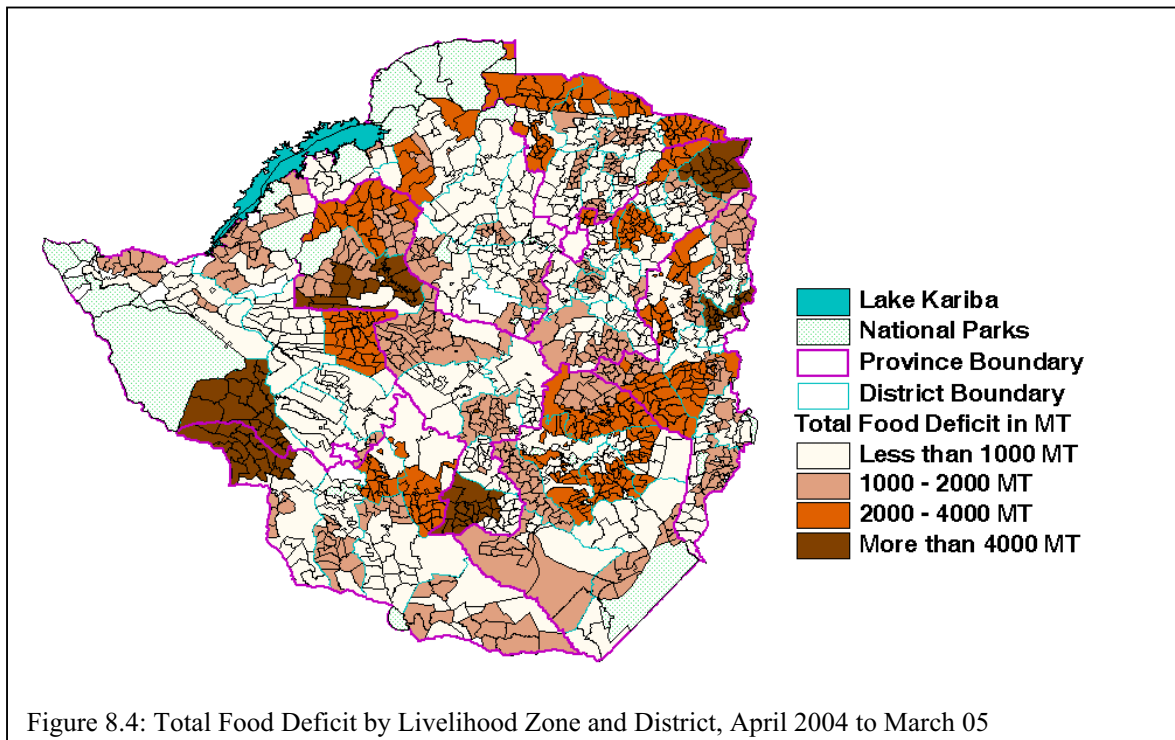 Lake Kariba
National Parks
Province Boundary
District Boundary
Total Food Deficit in MT
Less than 1000 MT
1000 - 2000 MT
2000 - 4000 MT
More than 4000 MT
Figure 8.4: Total Food Deficit by Livelihood Zone and District, April 2004 to March 05